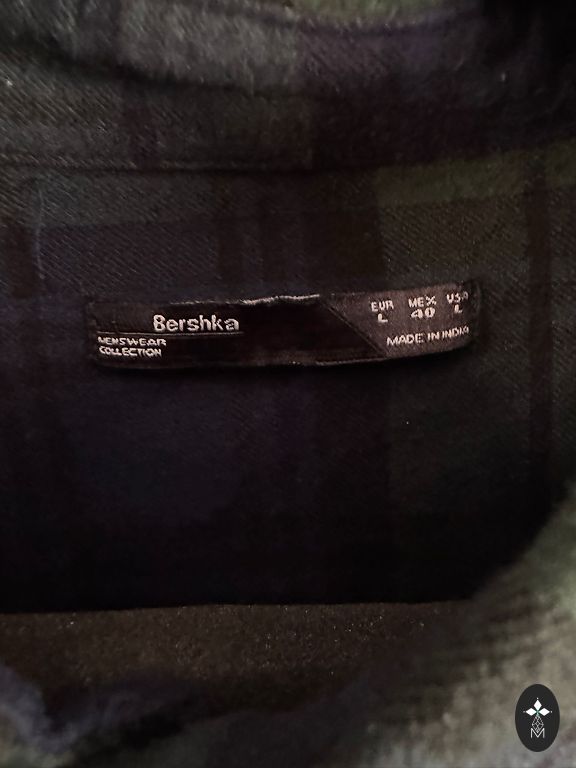 Bershka
MENSWEAR
COLLECTION
EUR MEX USA
L 40 L
MADE IN INDIA
M